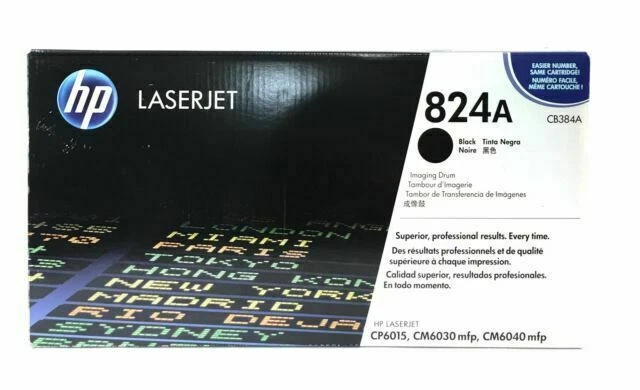 hp
LASERJET
EASIER NUMBER,
SAME CARTRIDGE!
NUMÉRO FACILE,
MÊME CARTOUCHE!
824A
CB384A
Black Tinta Negra
Noire 黑色
Imaging Drum
Tambour d'Imagerie
Tambor de Transferencia de Imágenes
成像鼓
Superior, professional results. Every time.
Des résultats professionnels et de qualité
supérieure à chaque impression.
Calidad superior, resultados profesionales.
En todo momento.
LONDON
MIAMI
PARIS
TOKYO
HONG KONG
NEW YORK
MADRID
RIO DE JA
SYDNEY
HP LASERJET
CP6015, CM6030 mfp, CM6040 mfp